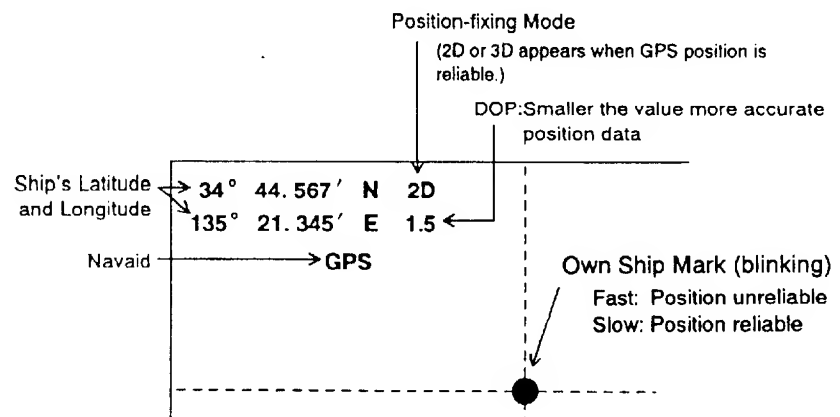 Position-fixing Mode
(2D or 3D appears when GPS position is
reliable.)
DOP:Smaller the value more accurate
position data
Ship's Latitude
and Longitude
34° 44.567′ N 2D
135° 21.345′ E 1.5
Navaid
GPS
Own Ship Mark (blinking)
Fast: Position unreliable
Slow: Position reliable